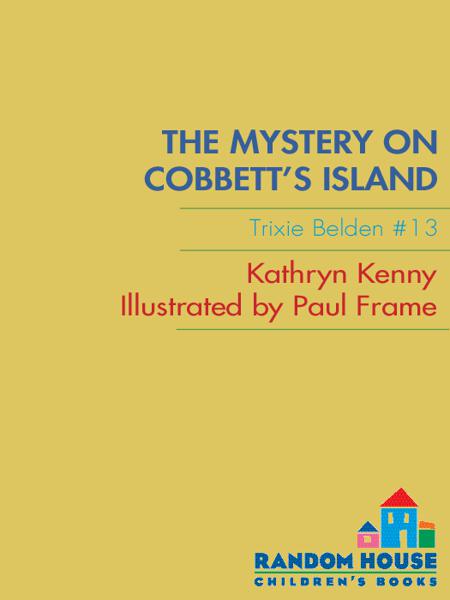 THE MYSTERY ON
COBBETT'S ISLAND
Trixie Belden #13
Kathryn Kenny
Illustrated by Paul Frame
RANDOM HOUSE
CHILDREN'S BOOKS